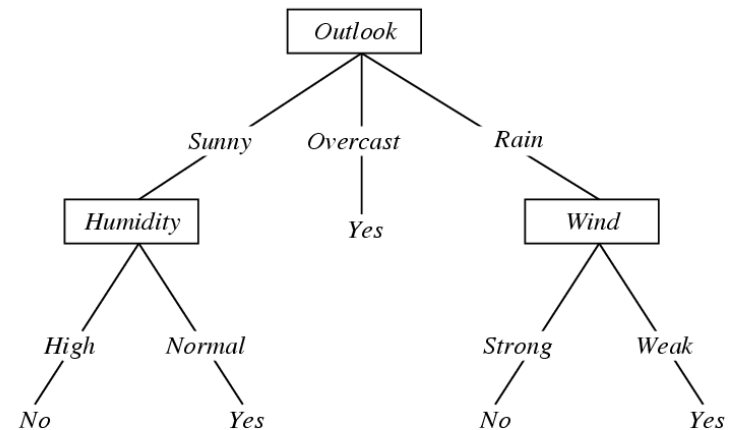 Outlook
Sunny Overcast Rain
Humidity Yes Wind
High Normal Strong Weak
No Yes No Yes